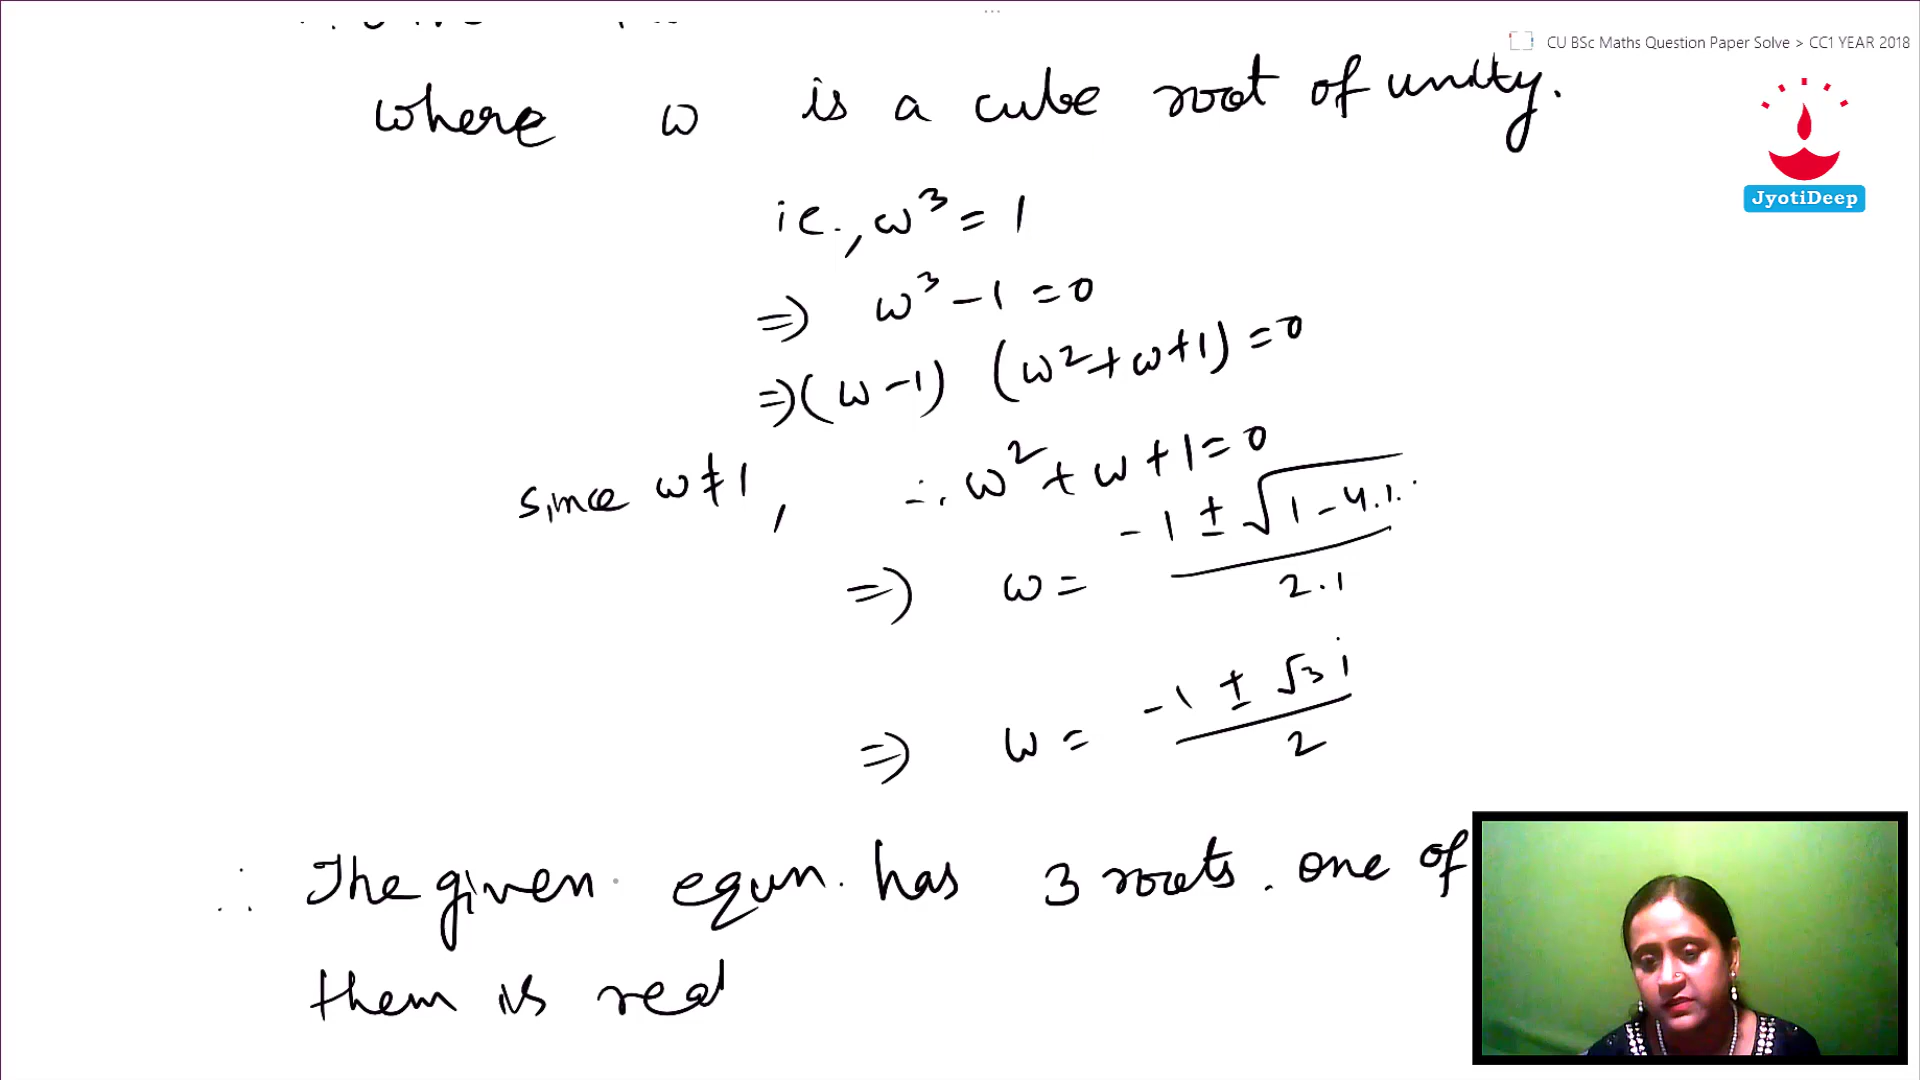 CU BSc Maths Question Paper Solve > CC1 YEAR 2018
where ω is a cube root of unity.
JyotiDeep
ie., ω³ = 1
⇒ ω³ - 1 = 0
⇒ (ω - 1) (ω² + ω + 1) = 0
since ω ≠ 1, ∴ ω² + ω + 1 = 0
⇒ ω = (-1 ± √(1 - 4.1.))/2.1
⇒ ω = (-1 ± √3 i)/2
∴ The given equn. has 3 roots. one of
them is real